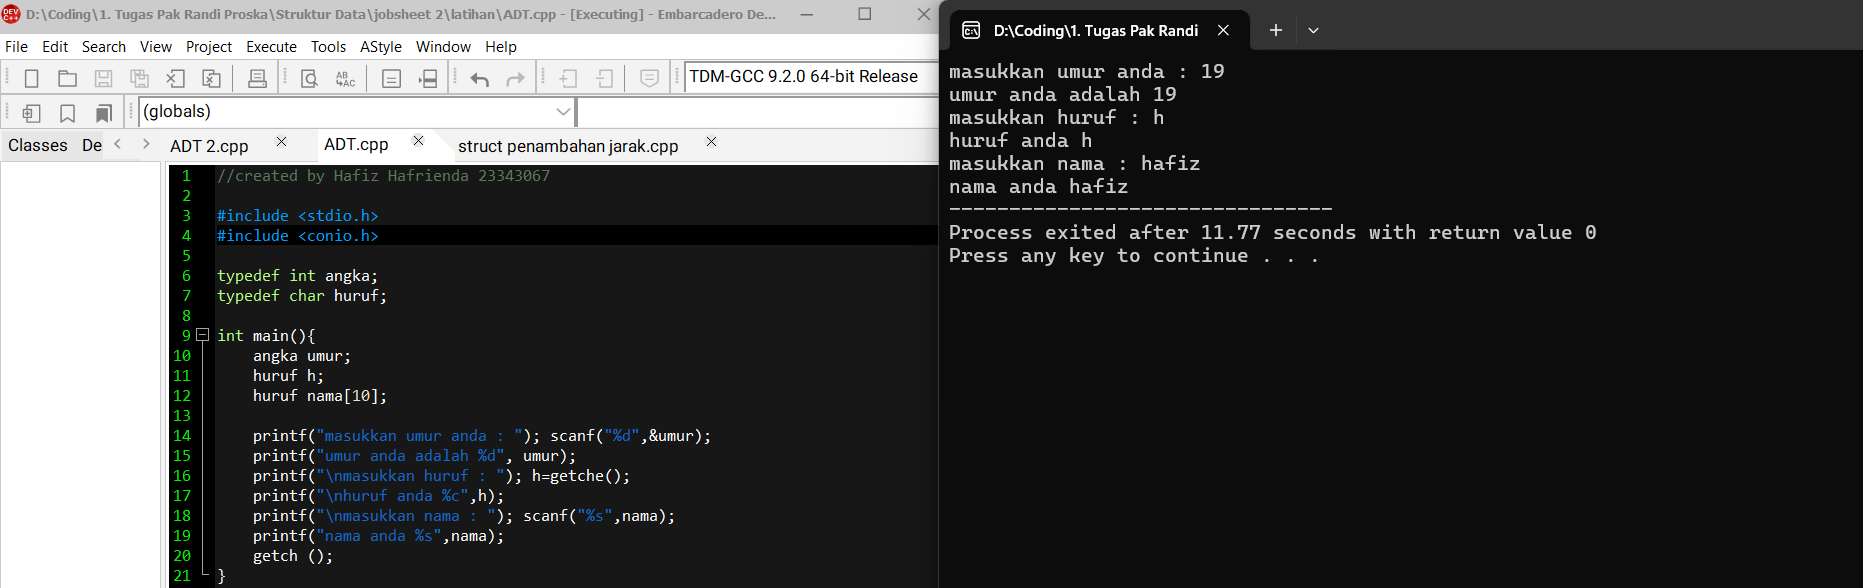 D:\Coding\1. Tugas Pak Randi Proska\Struktur Data\jobsheet 2\latihan\ADT.cpp - [Executing] - Embarcadero De...
File Edit Search View Project Execute Tools AStyle Window Help
TDM-GCC 9.2.0 64-bit Release
(globals)
Classes De
ADT 2.cpp ADT.cpp struct penambahan jarak.cpp
1 //created by Hafiz Hafrienda 23343067
2
3 #include <stdio.h>
4 #include <conio.h>
5
6 typedef int angka;
7 typedef char huruf;
8
9 int main(){
10 angka umur;
11 huruf h;
12 huruf nama[10];
13
14 printf("masukkan umur anda : "); scanf("%d",&umur);
15 printf("umur anda adalah %d", umur);
16 printf("\nmasukkan huruf : "); h=getche();
17 printf("\nhuruf anda %c",h);
18 printf("\nmasukkan nama : "); scanf("%s",nama);
19 printf("nama anda %s",nama);
20 getch ();
21 }
D:\Coding\1. Tugas Pak Randi
masukkan umur anda : 19
umur anda adalah 19
masukkan huruf : h
huruf anda h
masukkan nama : hafiz
nama anda hafiz
--------------------------------
Process exited after 11.77 seconds with return value 0
Press any key to continue . . .